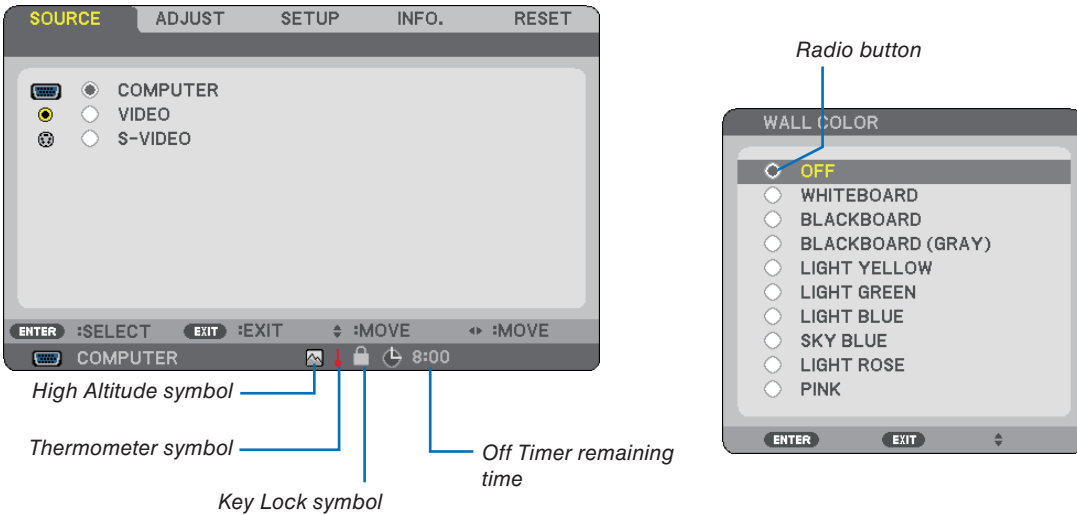 SOURCE ADJUST SETUP INFO. RESET
COMPUTER
VIDEO
S-VIDEO
ENTER :SELECT EXIT :EXIT :MOVE :MOVE
COMPUTER 8:00
High Altitude symbol
Thermometer symbol
Key Lock symbol
Off Timer remaining
time
Radio button
WALL COLOR
OFF
WHITEBOARD
BLACKBOARD
BLACKBOARD (GRAY)
LIGHT YELLOW
LIGHT GREEN
LIGHT BLUE
SKY BLUE
LIGHT ROSE
PINK
ENTER EXIT